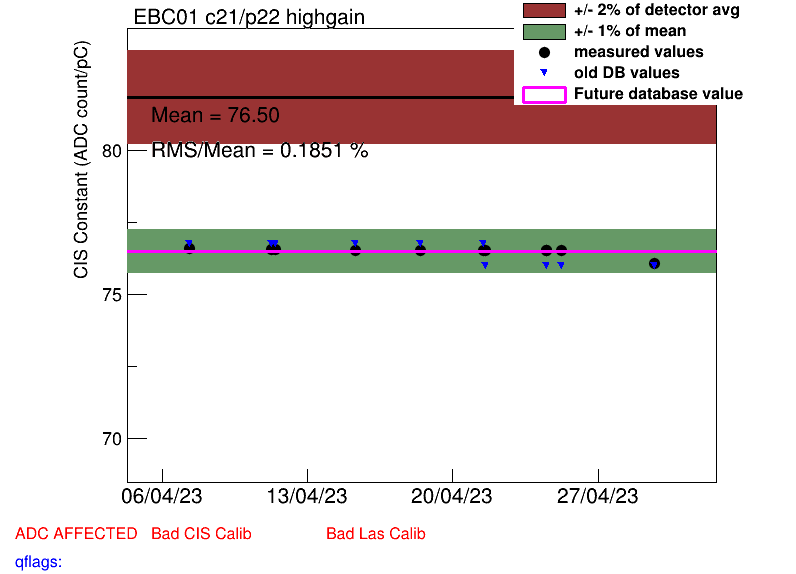 EBC01 c21/p22 highgain
+/- 2% of detector avg
+/- 1% of mean
measured values
old DB values
Future database value
CIS Constant (ADC count/pC)
Mean = 76.50
RMS/Mean = 0.1851 %
80
75
70
06/04/23 13/04/23 20/04/23 27/04/23
ADC AFFECTED Bad CIS Calib Bad Las Calib
qflags: